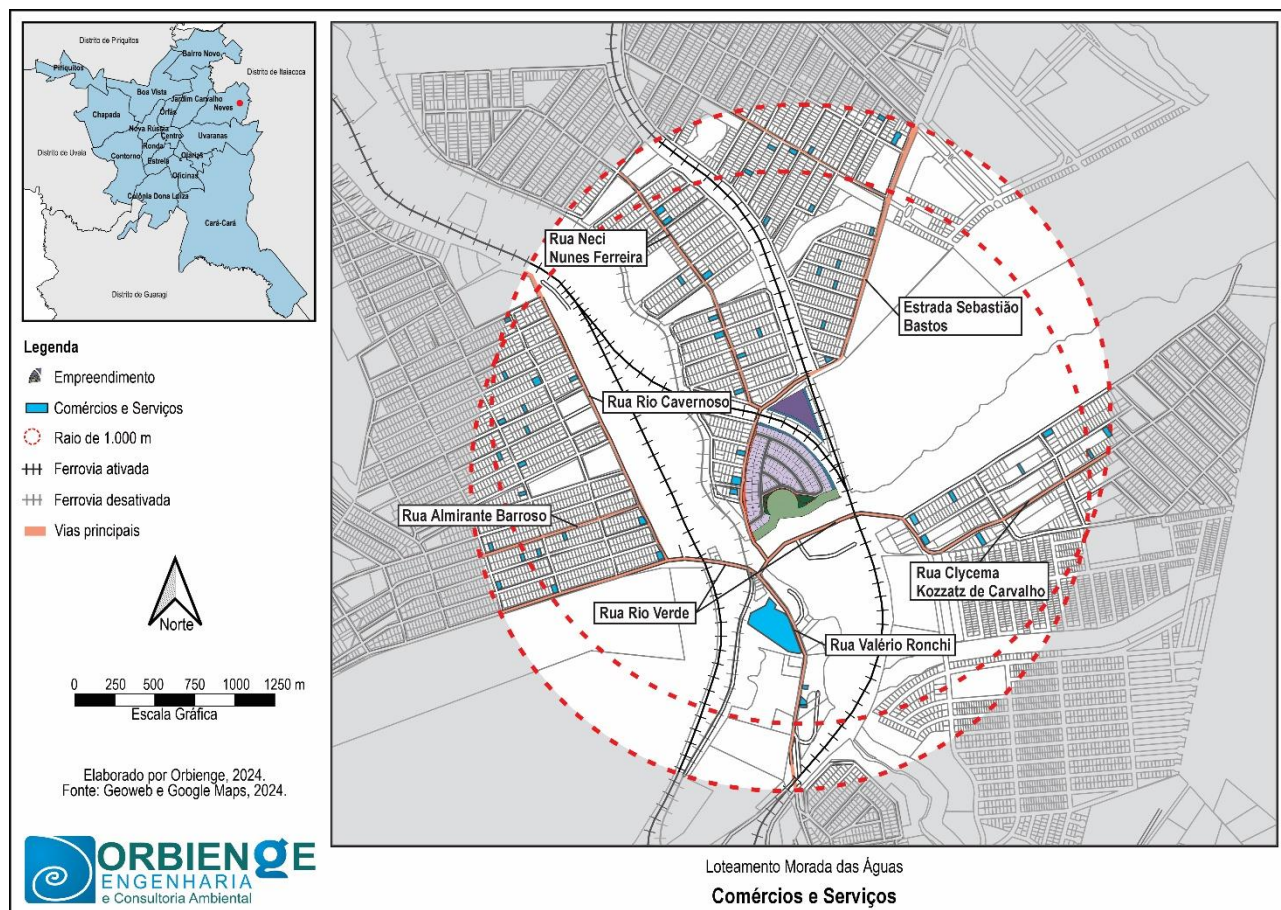 Distrito de Piriquitos
Bairro Novo
Distrito de Itaiacoca
Piriquitos
Boa Vista
Jardim Carvalho
Neves
Órfãs
Chapada
Nova Rússia
Centro
Uvaranas
Ronda
Contorno
Olarias
Estrela
Distrito de Uvaia
Oficinas
Colônia Dona Luiza
Cará-Cará
Distrito de Guaragi
Legenda
Empreendimento
Comércios e Serviços
Raio de 1.000 m
Ferrovia ativada
Ferrovia desativada
Vias principais
Norte
0 250 500 750 1000 1250 m
Escala Gráfica
Elaborado por Orbienge, 2024.
Fonte: Geoweb e Google Maps, 2024.
ORBIENGE
ENGENHARIA
e Consultoria Ambiental
Rua Neci
Nunes Ferreira
Estrada Sebastião
Bastos
Rua Rio Cavernoso
Rua Almirante Barroso
Rua Clycema
Kozzatz de Carvalho
Rua Rio Verde
Rua Valério Ronchi
Loteamento Morada das Águas
Comércios e Serviços